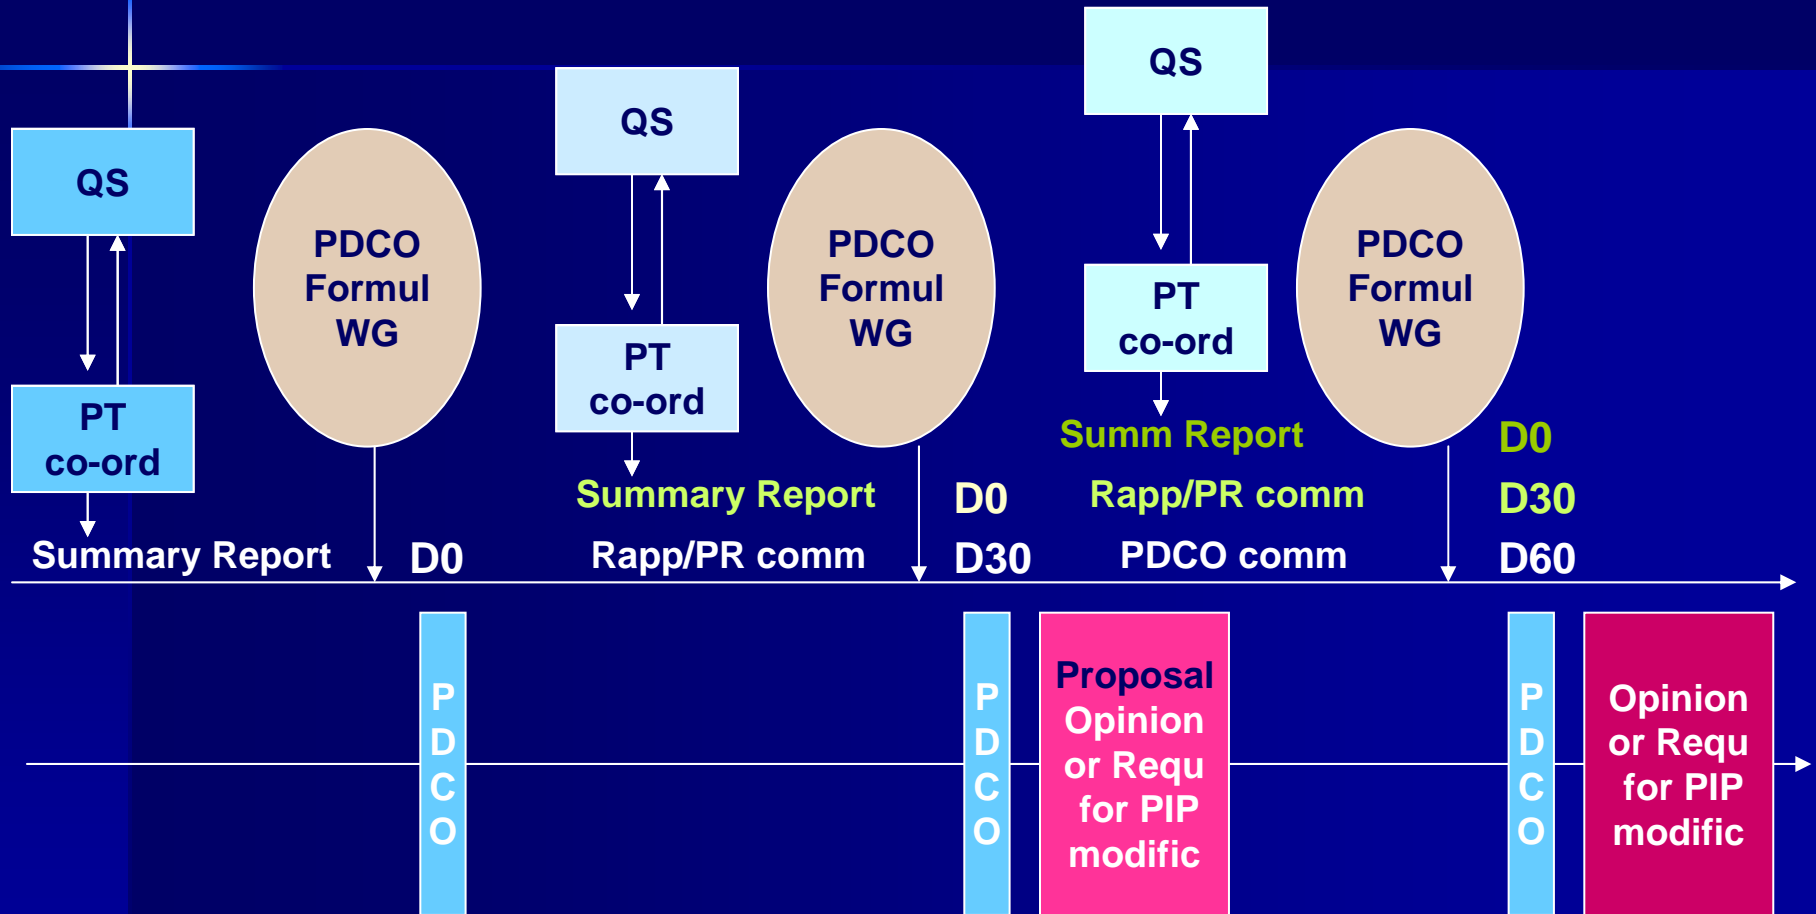 QS
PT
co-ord
Summary Report
PDCO
Formul
WG
D0
QS
PT
co-ord
Summary Report
Rapp/PR comm
PDCO
Formul
WG
D0
D30
QS
PT
co-ord
Summ Report
Rapp/PR comm
PDCO comm
PDCO
Formul
WG
D0
D30
D60
P
D
C
O
P
D
C
O
Proposal
Opinion
or Requ
for PIP
modific
P
D
C
O
Opinion
or Requ
for PIP
modific